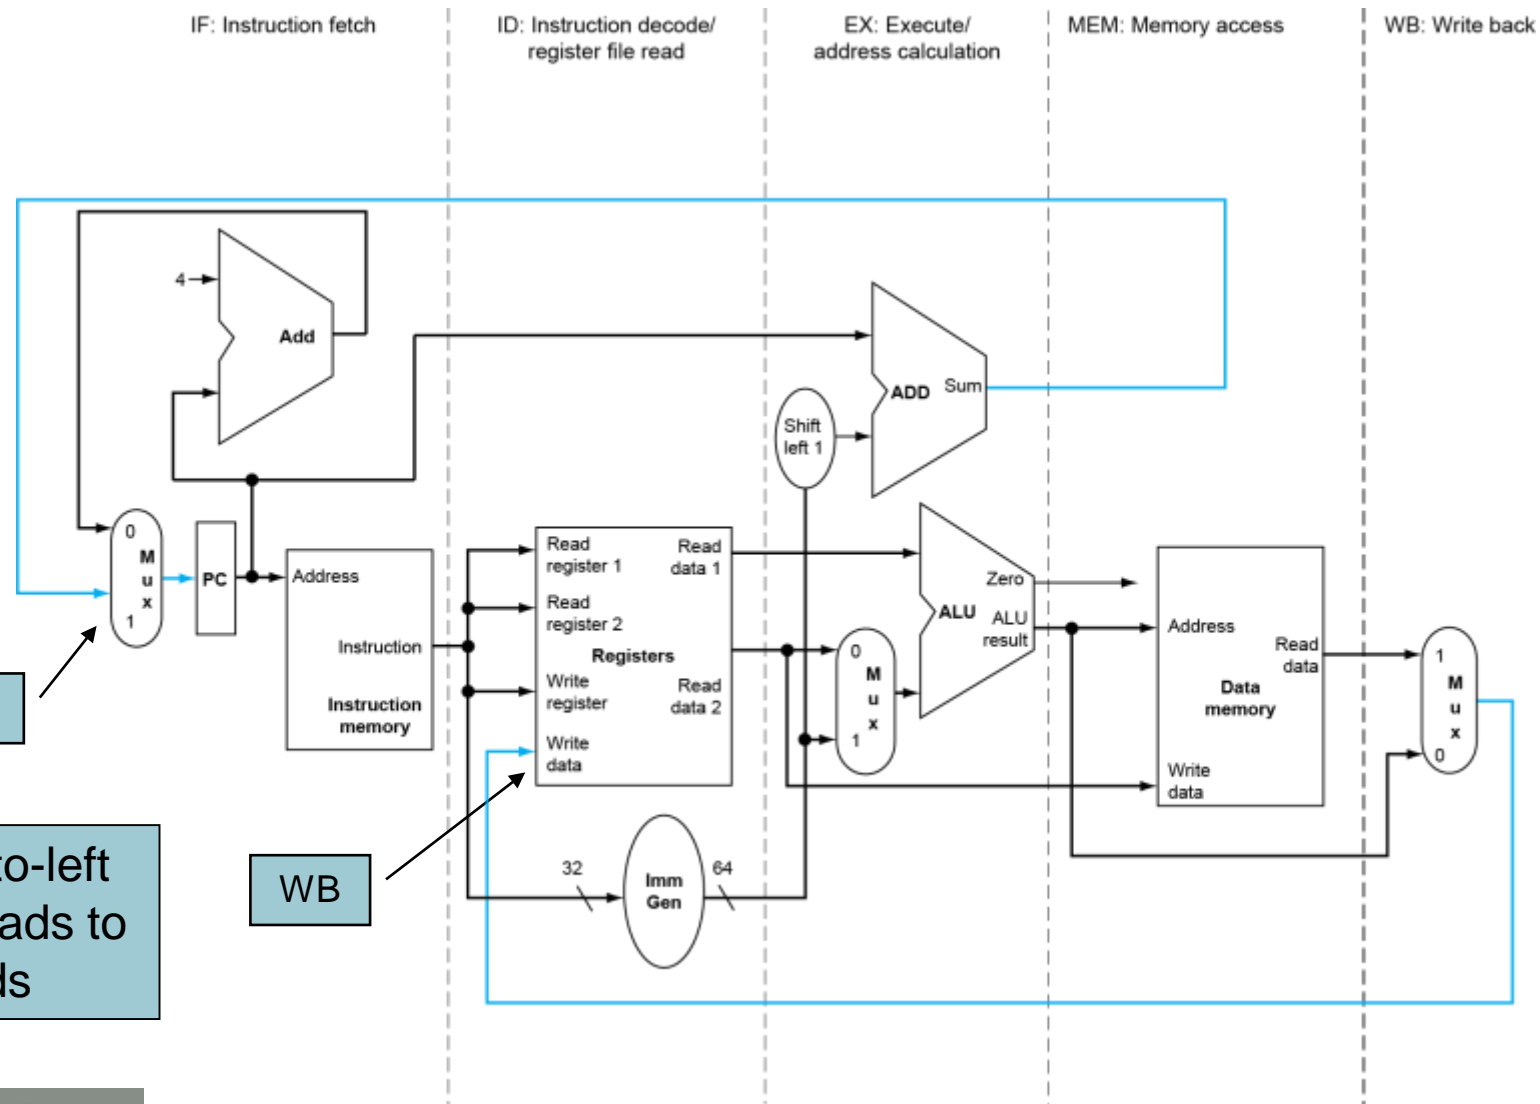 IF: Instruction fetch
ID: Instruction decode/
register file read
EX: Execute/
address calculation
MEM: Memory access
WB: Write back
4
Add
ADD
Sum
Shift
left 1
0
M
u
x
1
PC
Address
Instruction
Instruction
memory
Read
register 1
Read
register 2
Registers
Write
register
Write
data
Read
data 1
Read
data 2
0
M
u
x
1
Zero
ALU
ALU
result
Address
Read
data
Data
memory
Write
data
1
M
u
x
0
32
Imm
Gen
64
WB
to-left
ads to
ds